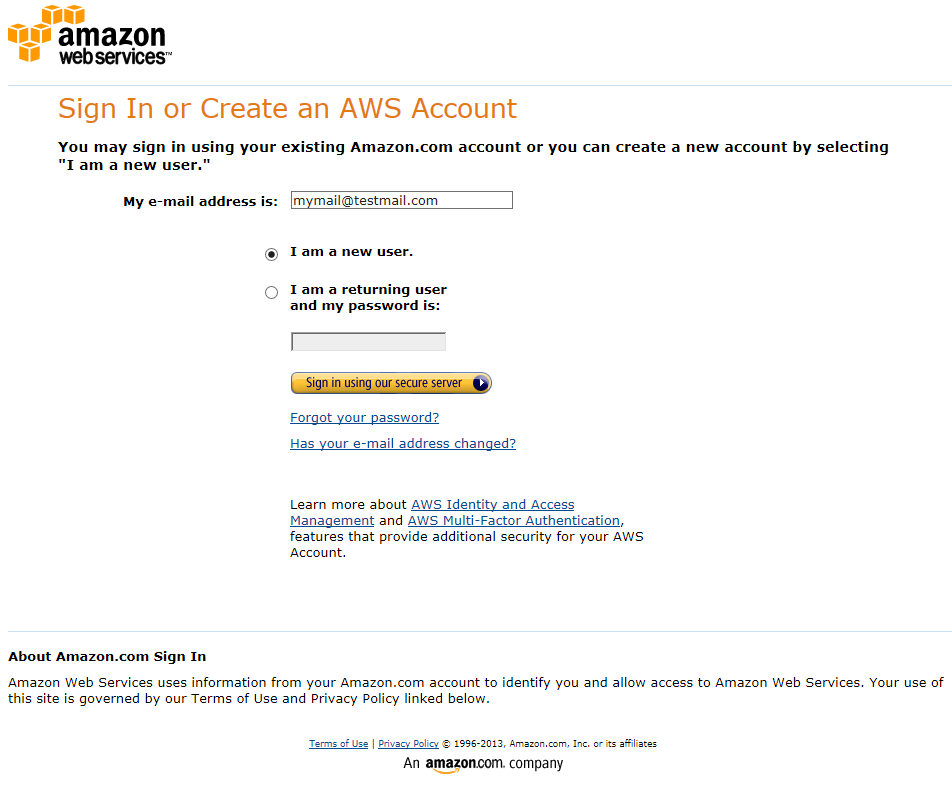 amazon
web services™
Sign In or Create an AWS Account
You may sign in using your existing Amazon.com account or you can create a new account by selecting
"I am a new user."
My e-mail address is: mymail@testmail.com
I am a new user.
I am a returning user
and my password is:
Sign in using our secure server
Forgot your password?
Has your e-mail address changed?
Learn more about AWS Identity and Access
Management and AWS Multi-Factor Authentication,
features that provide additional security for your AWS
Account.
About Amazon.com Sign In
Amazon Web Services uses information from your Amazon.com account to identify you and allow access to Amazon Web Services. Your use of
this site is governed by our Terms of Use and Privacy Policy linked below.
Terms of Use | Privacy Policy © 1996-2013, Amazon.com, Inc. or its affiliates
An amazon.com. company